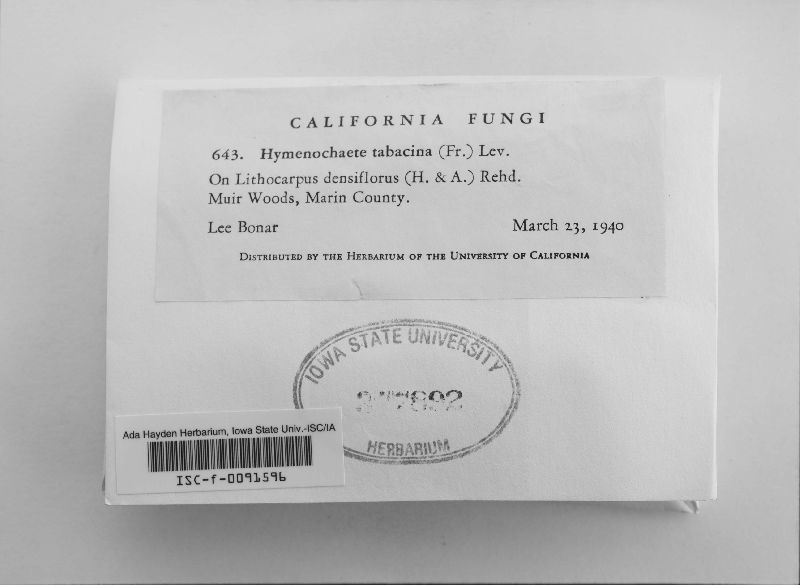 CALIFORNIA FUNGI
643. Hymenochaete tabacina (Fr.) Lev.
On Lithocarpus densiflorus (H. & A.) Rehd.
Muir Woods, Marin County.
Lee Bonar March 23, 1940
DISTRIBUTED BY THE HERBARIUM OF THE UNIVERSITY OF CALIFORNIA
IOWA STATE UNIVERSITY
HERBARIUM
Ada Hayden Herbarium, Iowa State Univ.-ISC/IA
ISC-f-0091596